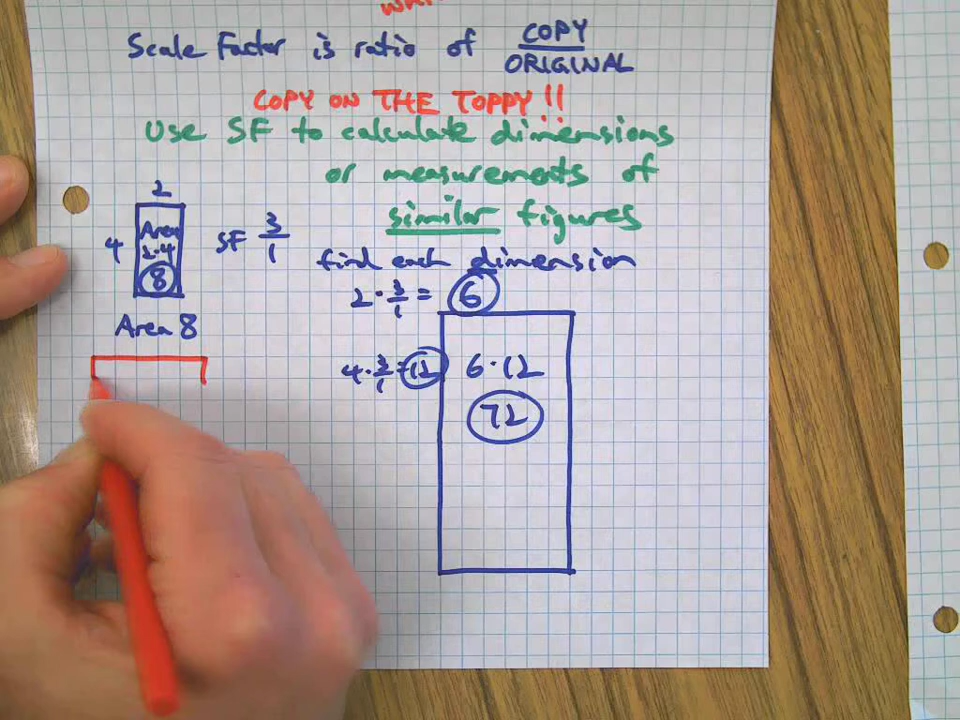 Scale Factor is ratio of COPY
ORIGINAL
COPY ON THE TOPPY!!
Use SF to calculate dimensions
or measurements of
similar figures
2
4
Area
2·4
8
SF 3/1
find each dimension
2·3/1 = 6
Area 8
4·3/1=12
6·12
72